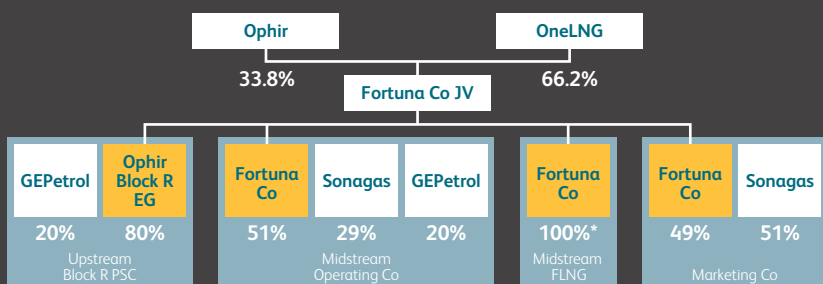 Ophir
OneLNG
33.8%
66.2%
Fortuna Co JV
GEPetrol
Ophir
Block R
EG
Fortuna
Co
Sonagas
GEPetrol
Fortuna
Co
Fortuna
Co
Sonagas
20%
80%
51%
29%
20%
100%*
49%
51%
Upstream
Block R PSC
Midstream
Operating Co
Midstream
FLNG
Marketing Co